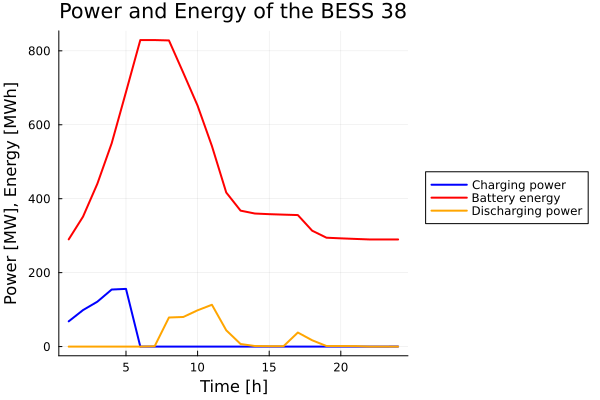 Power and Energy of the BESS 38
Power [MW], Energy [MWh]
800
600
400
200
0
5
10
15
20
Time [h]
Charging power
Battery energy
Discharging power